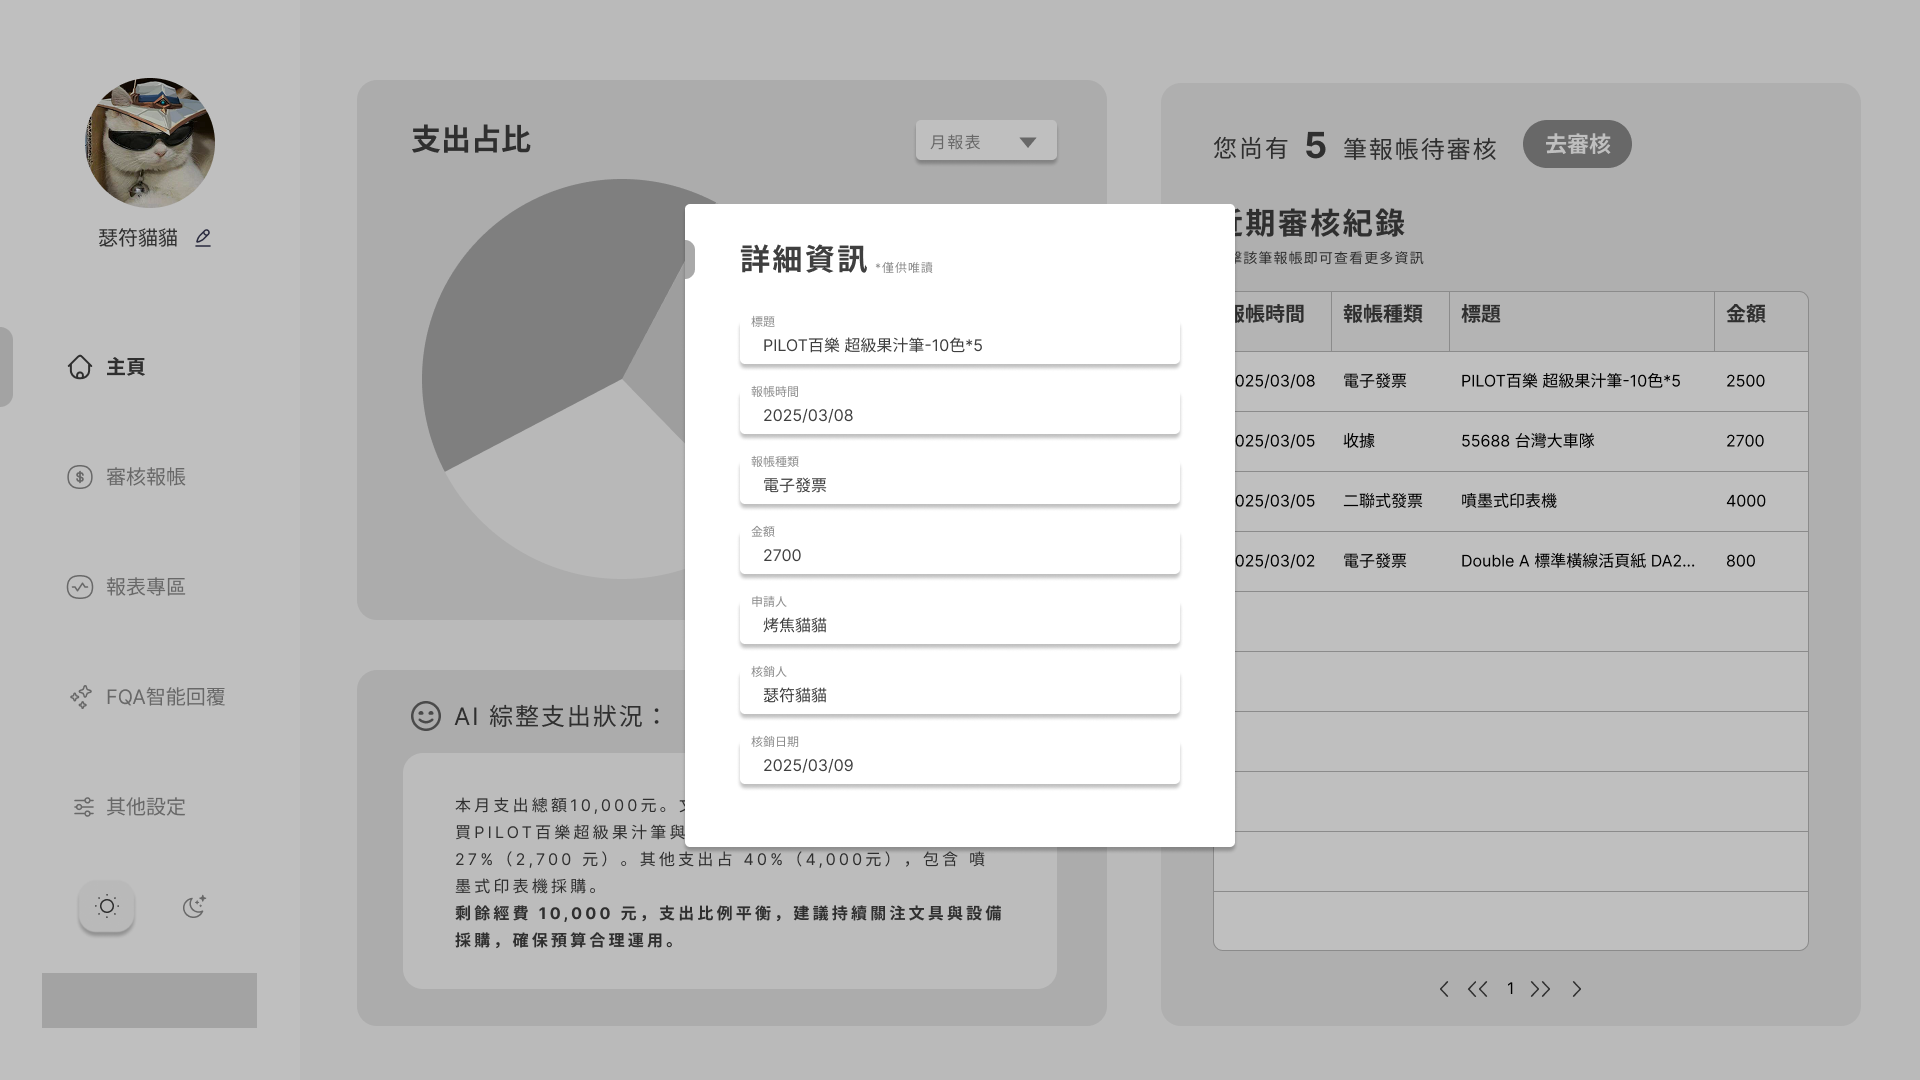 瑟符貓貓
主頁
審核報帳
報表專區
FQA智能回覆
其他設定
支出占比
月報表
AI 綜整支出狀況：
本月支出總額10,000元。
買PILOT百樂超級果汁筆與
27%（2,700 元）。其他支出占 40%（4,000元），包含 噴
墨式印表機採購。
剩餘經費 10,000 元，支出比例平衡，建議持續關注文具與設備
採購，確保預算合理運用。
詳細資訊 *僅供唯讀
標題
PILOT百樂 超級果汁筆-10色*5
報帳時間
2025/03/08
報帳種類
電子發票
金額
2700
申請人
烤焦貓貓
核銷人
瑟符貓貓
核銷日期
2025/03/09
您尚有 5 筆報帳待審核 去審核
近期審核紀錄
擊該筆報帳即可查看更多資訊
報帳時間 報帳種類 標題 金額
025/03/08 電子發票 PILOT百樂 超級果汁筆-10色*5 2500
025/03/05 收據 55688 台灣大車隊 2700
025/03/05 二聯式發票 噴墨式印表機 4000
025/03/02 電子發票 Double A 標準橫線活頁紙 DA2... 800
< << 1 >> >